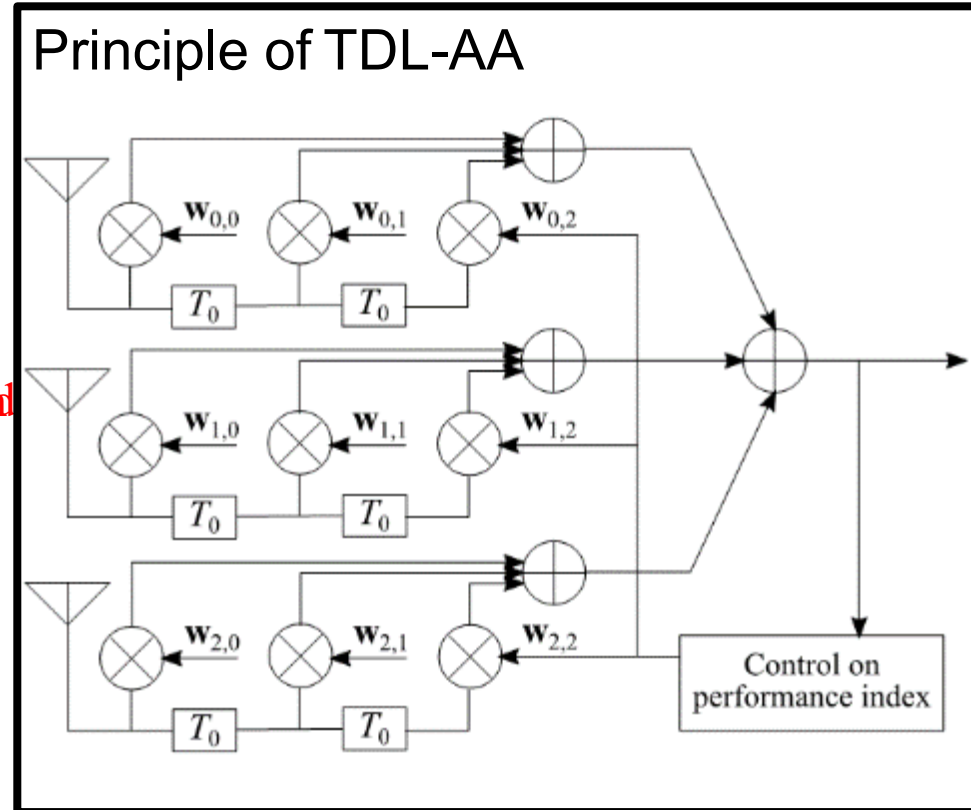 Principle of TDL-AA
w0,0 w0,1 w0,2
T0 T0
w1,0 w1,1 w1,2
T0 T0
w2,0 w2,1 w2,2
T0 T0
Control on
performance index